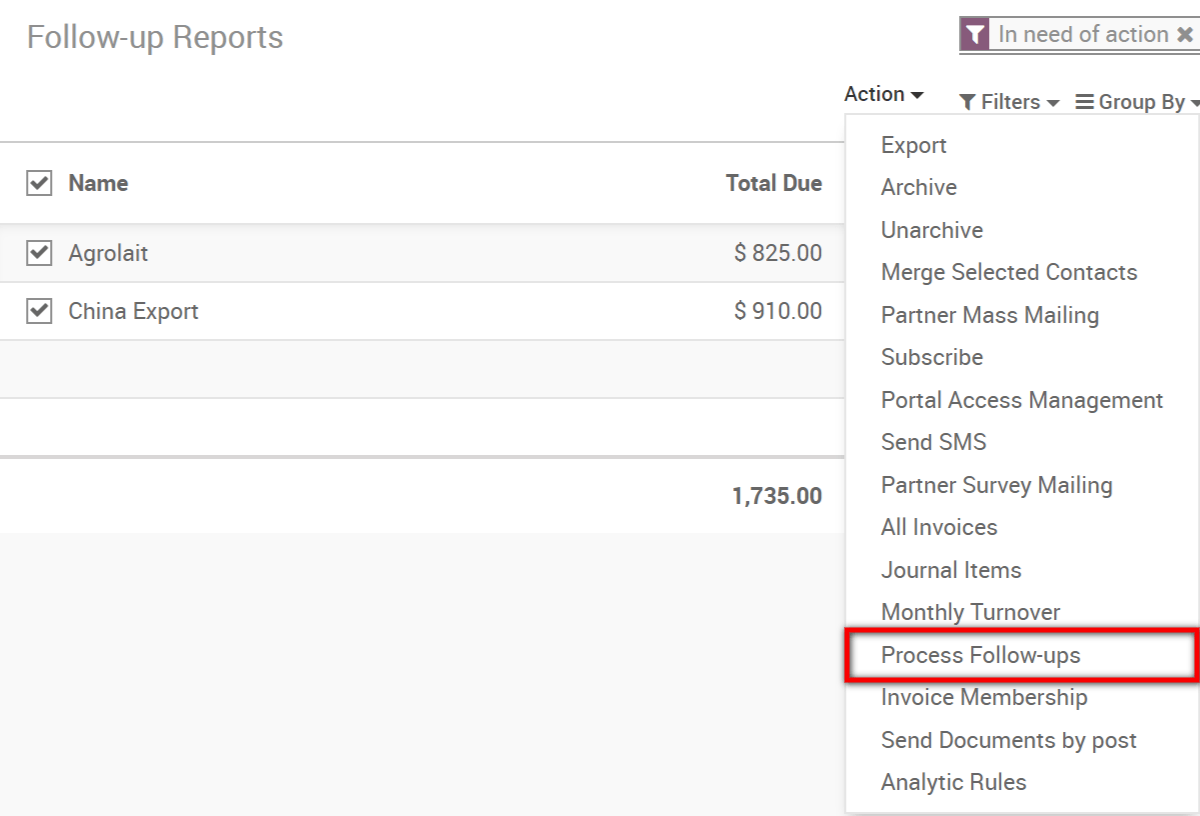 Follow-up Reports
In need of action
Action
Filters
Group By
Name
Total Due
Agrolait
$ 825.00
China Export
$ 910.00
1,735.00
Export
Archive
Unarchive
Merge Selected Contacts
Partner Mass Mailing
Subscribe
Portal Access Management
Send SMS
Partner Survey Mailing
All Invoices
Journal Items
Monthly Turnover
Process Follow-ups
Invoice Membership
Send Documents by post
Analytic Rules